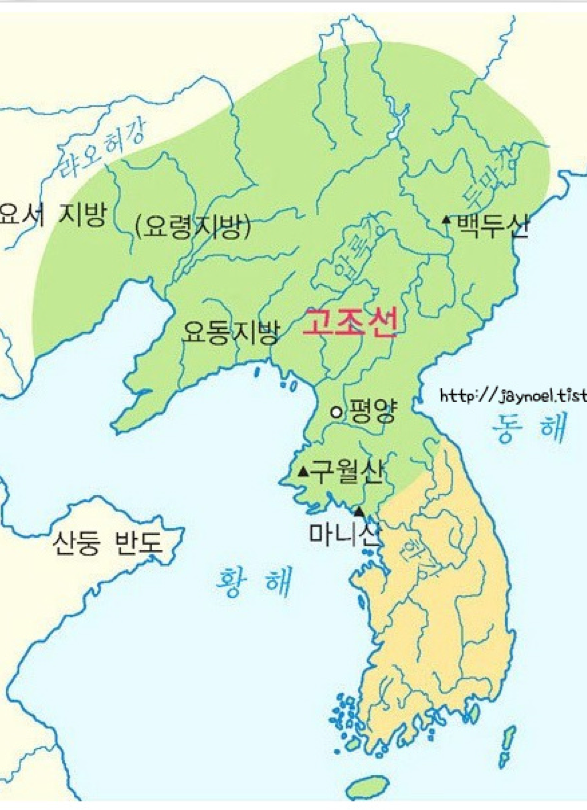 랴오허강
두만강
요서 지방
(요령지방)
백두산
압록강
요동지방
고조선
http://jaynoel.tist
동 해
평양
구월산
마니산
산둥 반도
한강
황 해